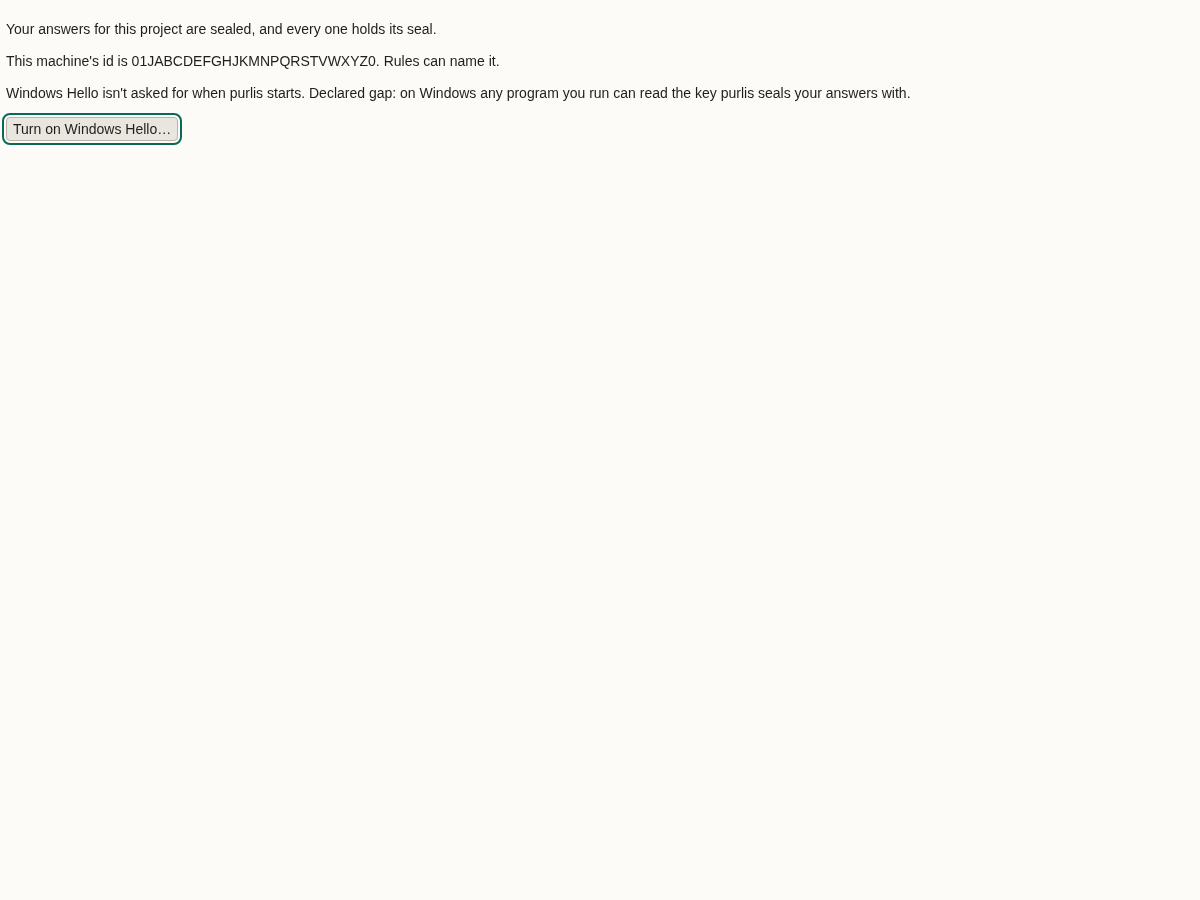 Your answers for this project are sealed, and every one holds its seal.
This machine's id is 01JABCDEFGHJKMNPQRSTVWXYZ0. Rules can name it.
Windows Hello isn't asked for when purlis starts. Declared gap: on Windows any program you run can read the key purlis seals your answers with.
Turn on Windows Hello…